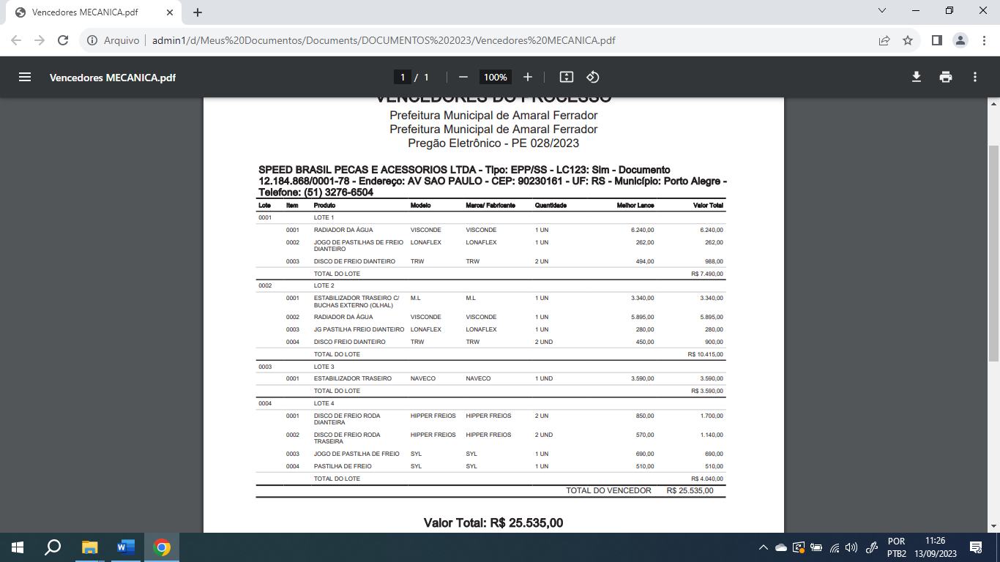 Vencedores MECANICA.pdf
Arquivo admin1/d/Meus%20Documentos/Documents/DOCUMENTOS%202023/Vencedores%20MECANICA.pdf
Vencedores MECANICA.pdf 1 / 1 100%
VENCEDORES DO PROCESSO
Prefeitura Municipal de Amaral Ferrador
Prefeitura Municipal de Amaral Ferrador
Pregão Eletrônico - PE 028/2023
SPEED BRASIL PECAS E ACESSORIOS LTDA - Tipo: EPP/SS - LC123: Sim - Documento
12.184.868/0001-78 - Endereço: AV SAO PAULO - CEP: 90230161 - UF: RS - Município: Porto Alegre -
Telefone: (51) 3276-6504
Lote Item Produto Modelo Marca/ Fabricante Quantidade Melhor Lance Valor Total
0001 LOTE 1
0001 RADIADOR DA ÁGUA VISCONDE VISCONDE 1 UN 6.240,00 6.240,00
0002 JOGO DE PASTILHAS DE FREIO LONAFLEX LONAFLEX 1 UN 262,00 262,00
DIANTEIRO
0003 DISCO DE FREIO DIANTEIRO TRW TRW 2 UN 494,00 988,00
TOTAL DO LOTE R$ 7.490,00
0002 LOTE 2
0001 ESTABILIZADOR TRASEIRO C/ M.L M.L 1 UN 3.340,00 3.340,00
BUCHAS EXTERNO (OLHAL)
0002 RADIADOR DA ÁGUA VISCONDE VISCONDE 1 UN 5.895,00 5.895,00
0003 JG PASTILHA FREIO DIANTEIRO LONAFLEX LONAFLEX 1 UN 280,00 280,00
0004 DISCO FREIO DIANTEIRO TRW TRW 2 UND 450,00 900,00
TOTAL DO LOTE R$ 10.415,00
0003 LOTE 3
0001 ESTABILIZADOR TRASEIRO NAVECO NAVECO 1 UND 3.590,00 3.590,00
TOTAL DO LOTE R$ 3.590,00
0004 LOTE 4
0001 DISCO DE FREIO RODA HIPPER FREIOS HIPPER FREIOS 2 UN 850,00 1.700,00
DIANTEIRA
0002 DISCO DE FREIO RODA HIPPER FREIOS HIPPER FREIOS 2 UND 570,00 1.140,00
TRASEIRA
0003 JOGO DE PASTILHA DE FREIO SYL SYL 1 UN 690,00 690,00
0004 PASTILHA DE FREIO SYL SYL 1 UN 510,00 510,00
TOTAL DO LOTE R$ 4.040,00
TOTAL DO VENCEDOR R$ 25.535,00
Valor Total: R$ 25.535,00
POR 11:26
PTB2 13/09/2023